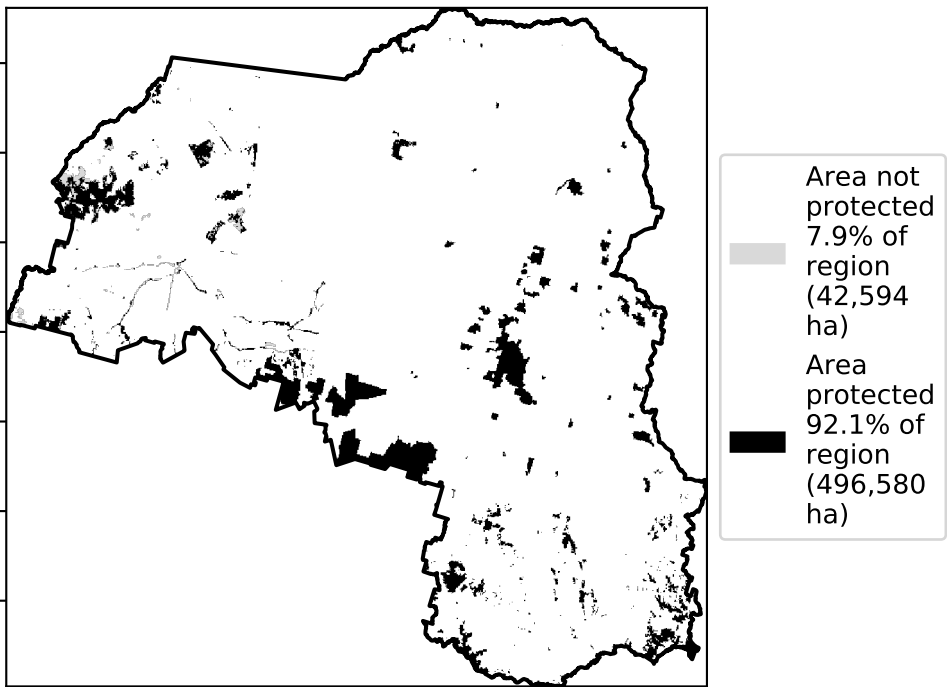 Area not
protected
7.9% of
region
(42,594
ha)
Area
protected
92.1% of
region
(496,580
ha)